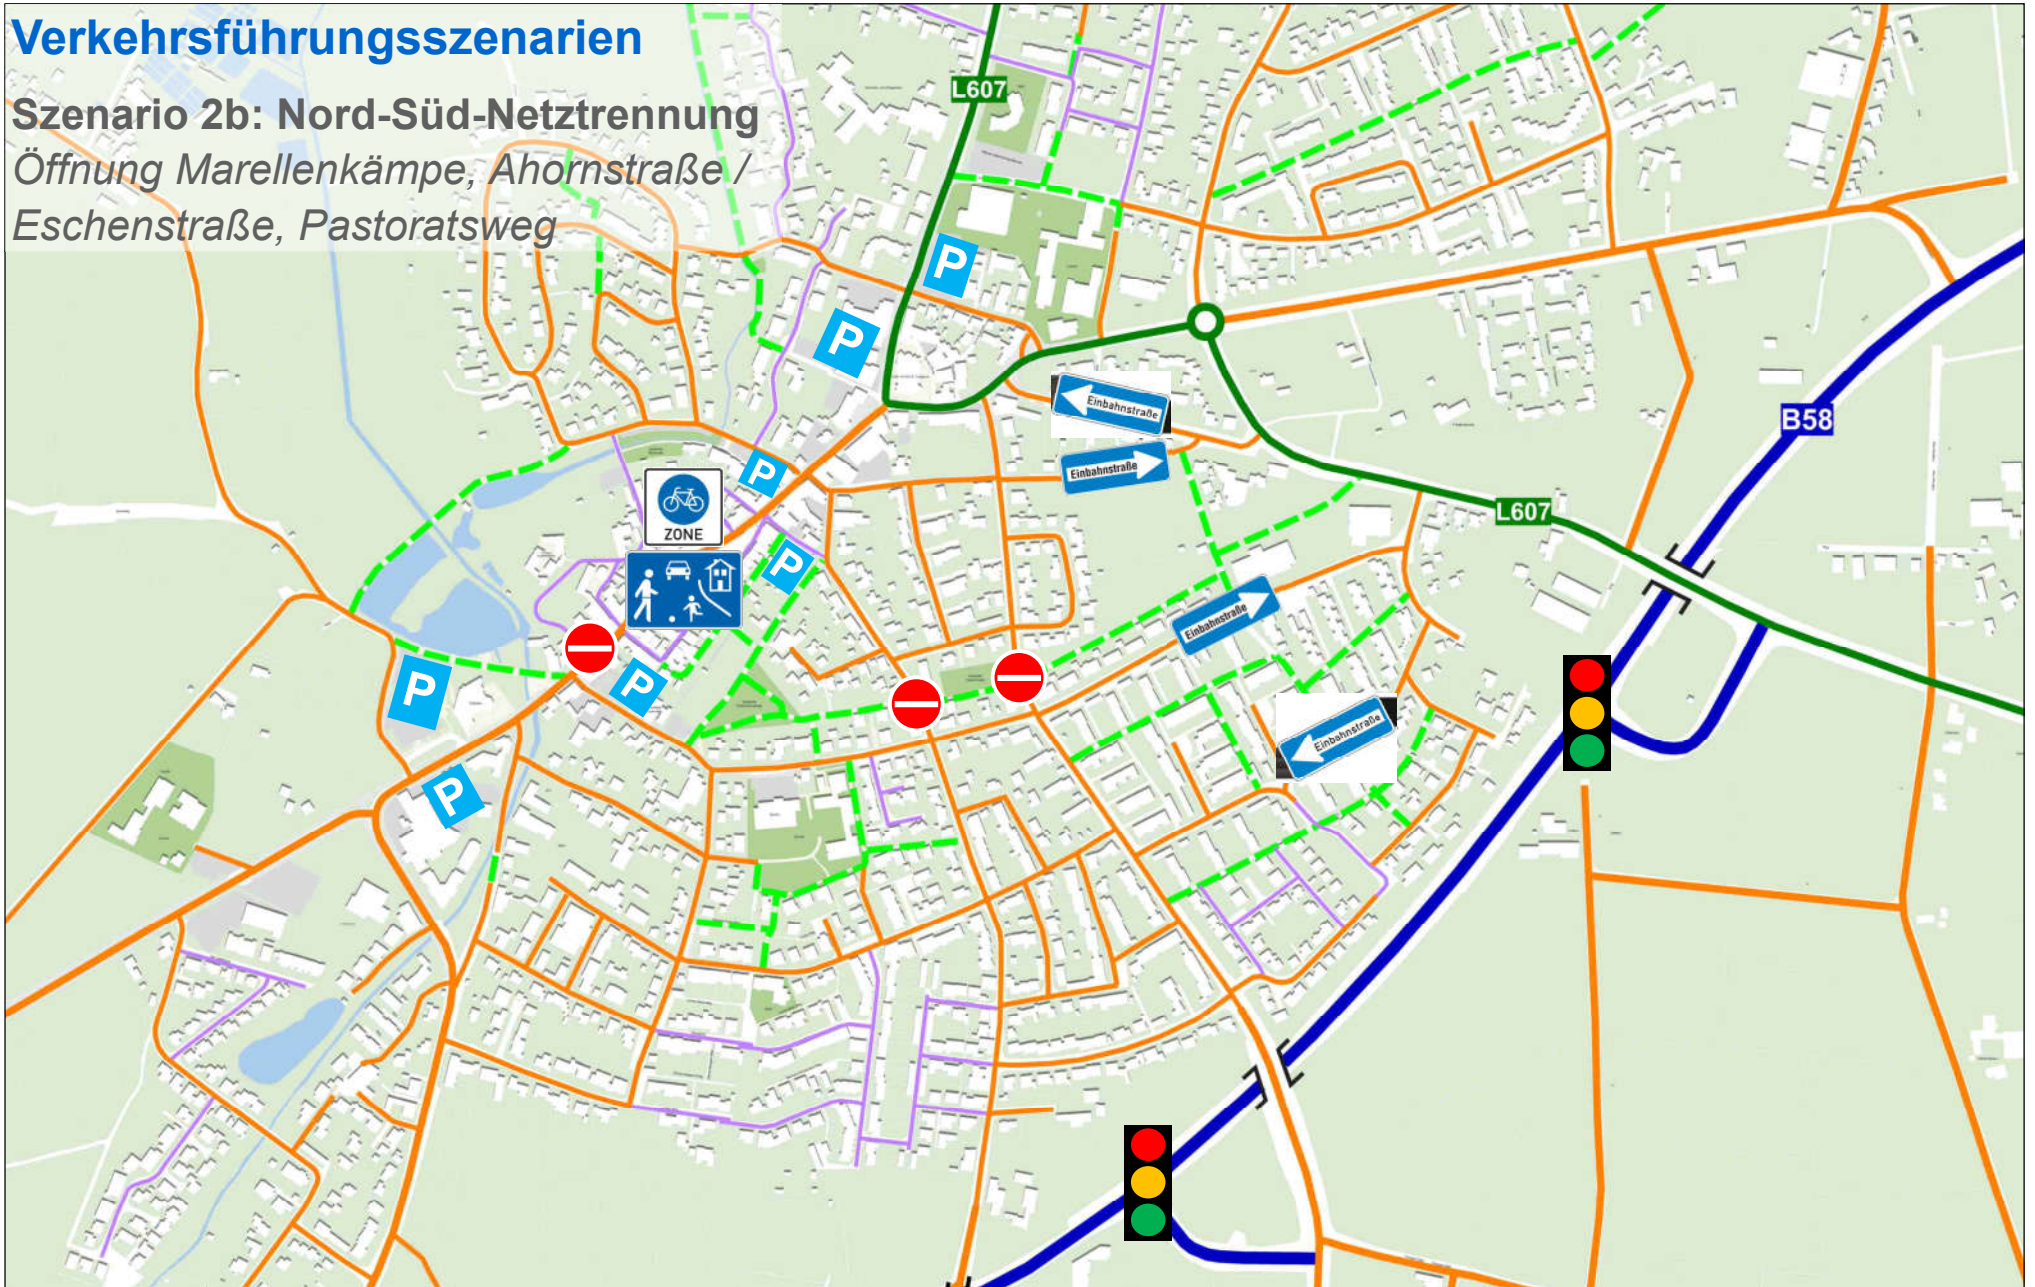 Verkehrsführungsszenarien
Szenario 2b: Nord-Süd-Netztrennung
Öffnung Marellenkämpe, Ahornstraße /
Eschenstraße, Pastoratsweg
L607
P
P
Einbahnstraße
B58
Einbahnstraße
P
ZONE
L607
P
Einbahnstraße
P
P
Einbahnstraße
P